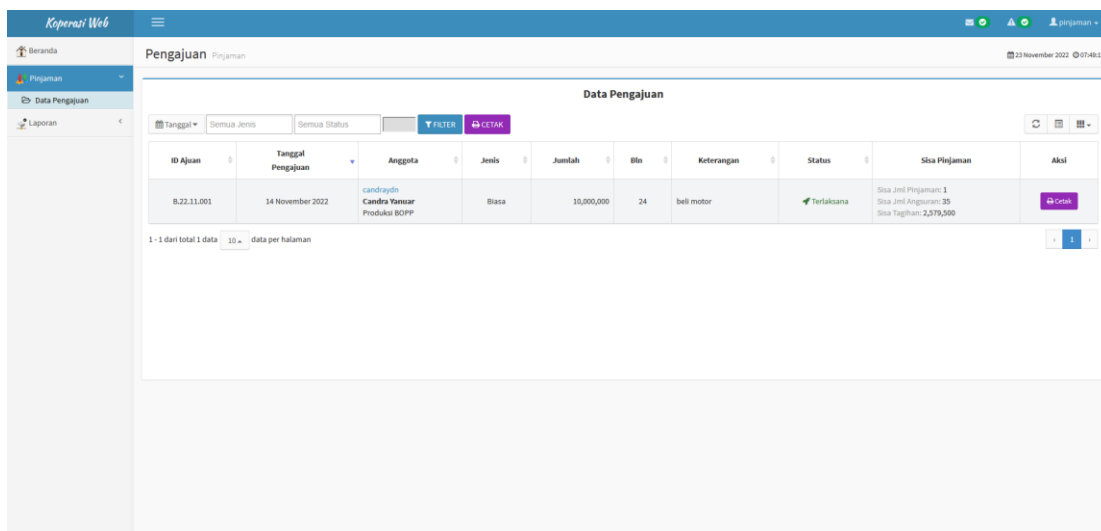 Koperasi Web
pinjaman
Beranda
Pengajuan Pinjaman
23 November 2022
Pinjaman
Data Pengajuan
Data Pengajuan
Laporan
Tanggal Semua Jenis Semua Status FILTER CETAK
ID Ajuan Tanggal Pengajuan Anggota Jenis Jumlah Bln Keterangan Status Sisa Pinjaman Aksi
B.22.11.001 14 November 2022 candraydn Biasa 10,000,000 24 beli motor Terlaksana Sisa Jml Pinjaman: 1 Cetak
Candra Yanuar Sisa Jml Angsuran: 35
Produksi BOPP Sisa Tagihan: 2,579,500
1 - 1 dari total 1 data 10 data per halaman
‹ 1 ›